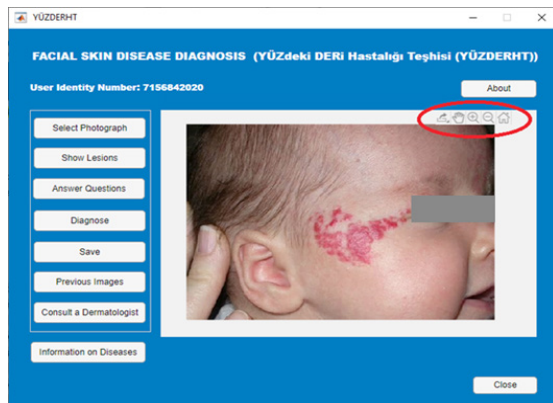 YÜZDERHT
FACIAL SKIN DISEASE DIAGNOSIS (YÜZdeki DERi Hastalığı Teşhisi (YÜZDERHT))
User Identity Number: 7156842020
About
Select Photograph
Show Lesions
Answer Questions
Diagnose
Save
Previous Images
Consult a Dermatologist
Information on Diseases
Close